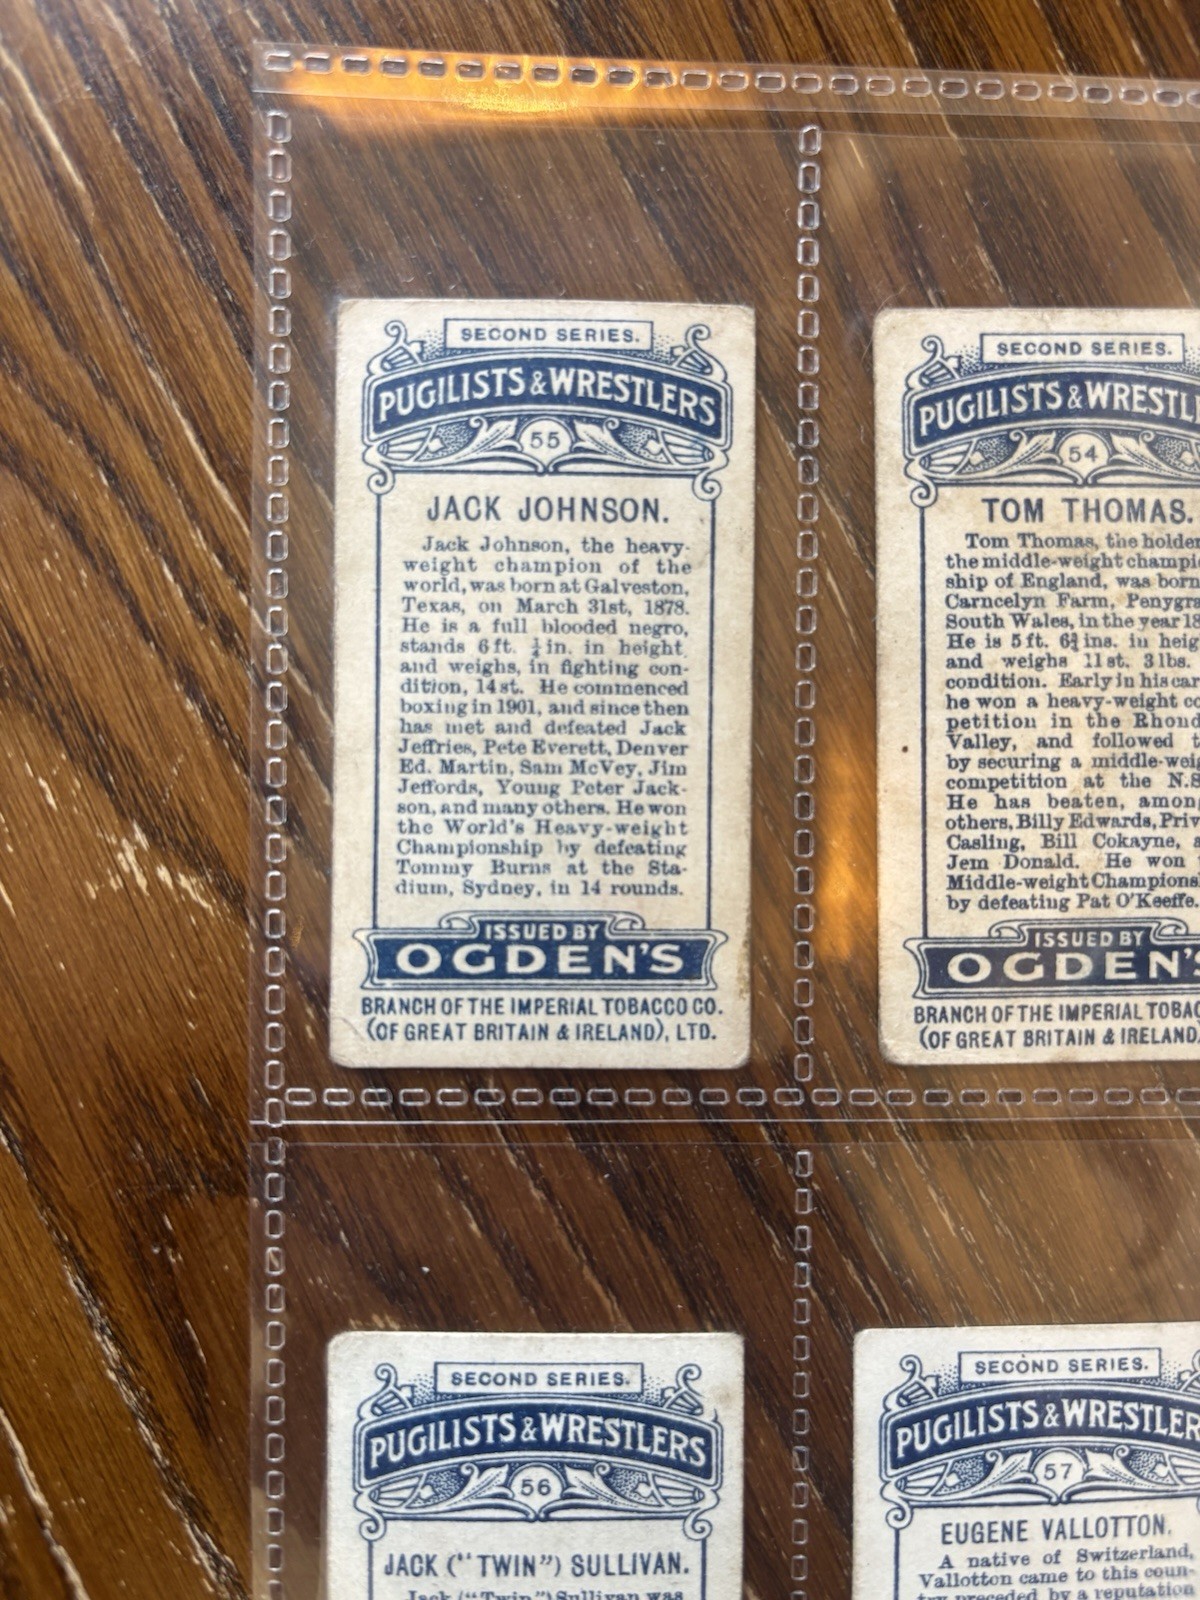 SECOND SERIES.
PUGILISTS & WRESTLERS
55
JACK JOHNSON.
Jack Johnson, the heavy-
weight champion of the
world, was born at Galveston,
Texas, on March 31st, 1878.
He is a full blooded negro,
stands 6 ft. ¼ in. in height
and weighs, in fighting con-
dition, 14 st. He commenced
boxing in 1901, and since then
has met and defeated Jack
Jeffries, Pete Everett, Denver
Ed. Martin, Sam McVey, Jim
Jeffords, Young Peter Jack-
son, and many others. He won
the World's Heavy-weight
Championship by defeating
Tommy Burns at the Sta-
dium, Sydney, in 14 rounds.
ISSUED BY
OGDEN'S
BRANCH OF THE IMPERIAL TOBACCO CO.
(OF GREAT BRITAIN & IRELAND), LTD.
SECOND SERIES.
PUGILISTS & WRESTL
54
TOM THOMAS.
Tom Thomas, the holder
the middle-weight champi
ship of England, was born
Carncelyn Farm, Penygr
South Wales, in the year 18
He is 5 ft. 6¾ ins. in heig
and weighs 11 st. 3 lbs.
condition. Early in his car
he won a heavy-weight co
petition in the Rhond
Valley, and followed t
by securing a middle-weig
competition at the N.S
He has beaten, among
others, Billy Edwards, Priv
Casling, Bill Cokayne, a
Jem Donald. He won
Middle-weight Champions
by defeating Pat O'Keeffe.
ISSUED BY
OGDEN'S
BRANCH OF THE IMPERIAL TOBAC
(OF GREAT BRITAIN & IRELAND
SECOND SERIES.
PUGILISTS & WRESTLERS
56
JACK ("TWIN") SULLIVAN.
Jack ("Twin") Sullivan was
SECOND SERIES.
PUGILISTS & WRESTLER
57
EUGENE VALLOTTON.
A native of Switzerland,
Vallotton came to this coun-
try preceded by a reputation